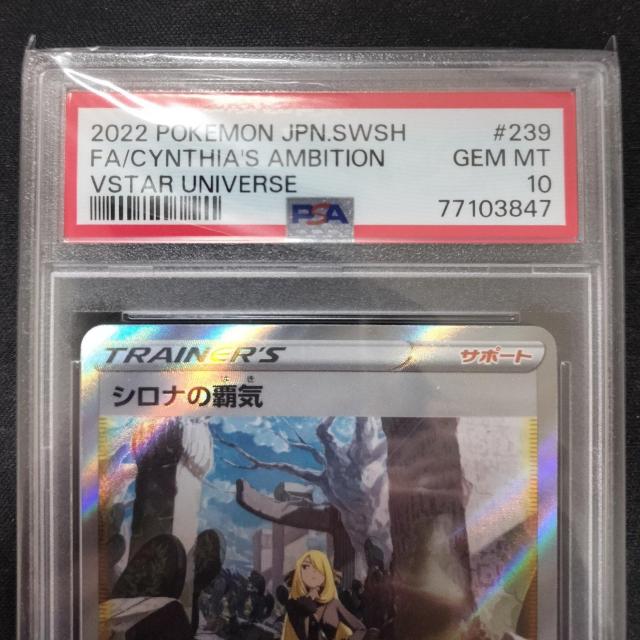 2022 POKEMON JPN.SWSH #239
FA/CYNTHIA'S AMBITION GEM MT
VSTAR UNIVERSE 10
PSA 77103847
TRAINER'S サポート
シロナの覇気